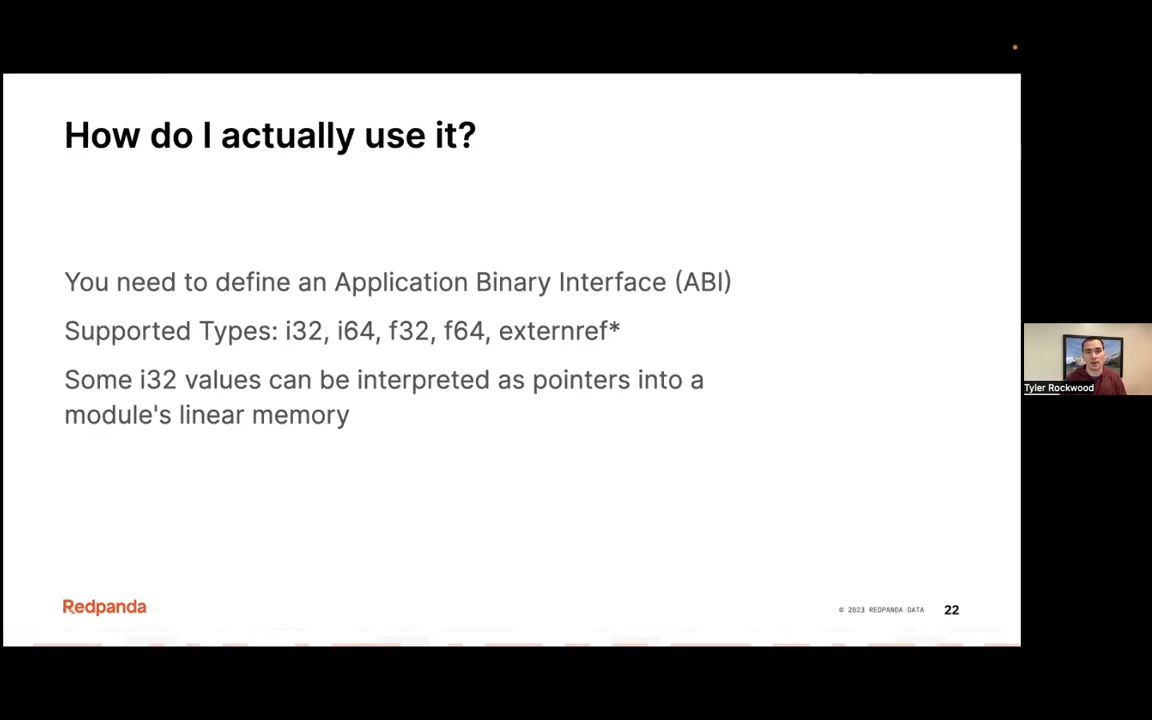 How do I actually use it?
You need to define an Application Binary Interface (ABI)
Supported Types: i32, i64, f32, f64, externref*
Some i32 values can be interpreted as pointers into a
module's linear memory
Tyler Rockwood
Redpanda
© 2023 REDPANDA DATA 22